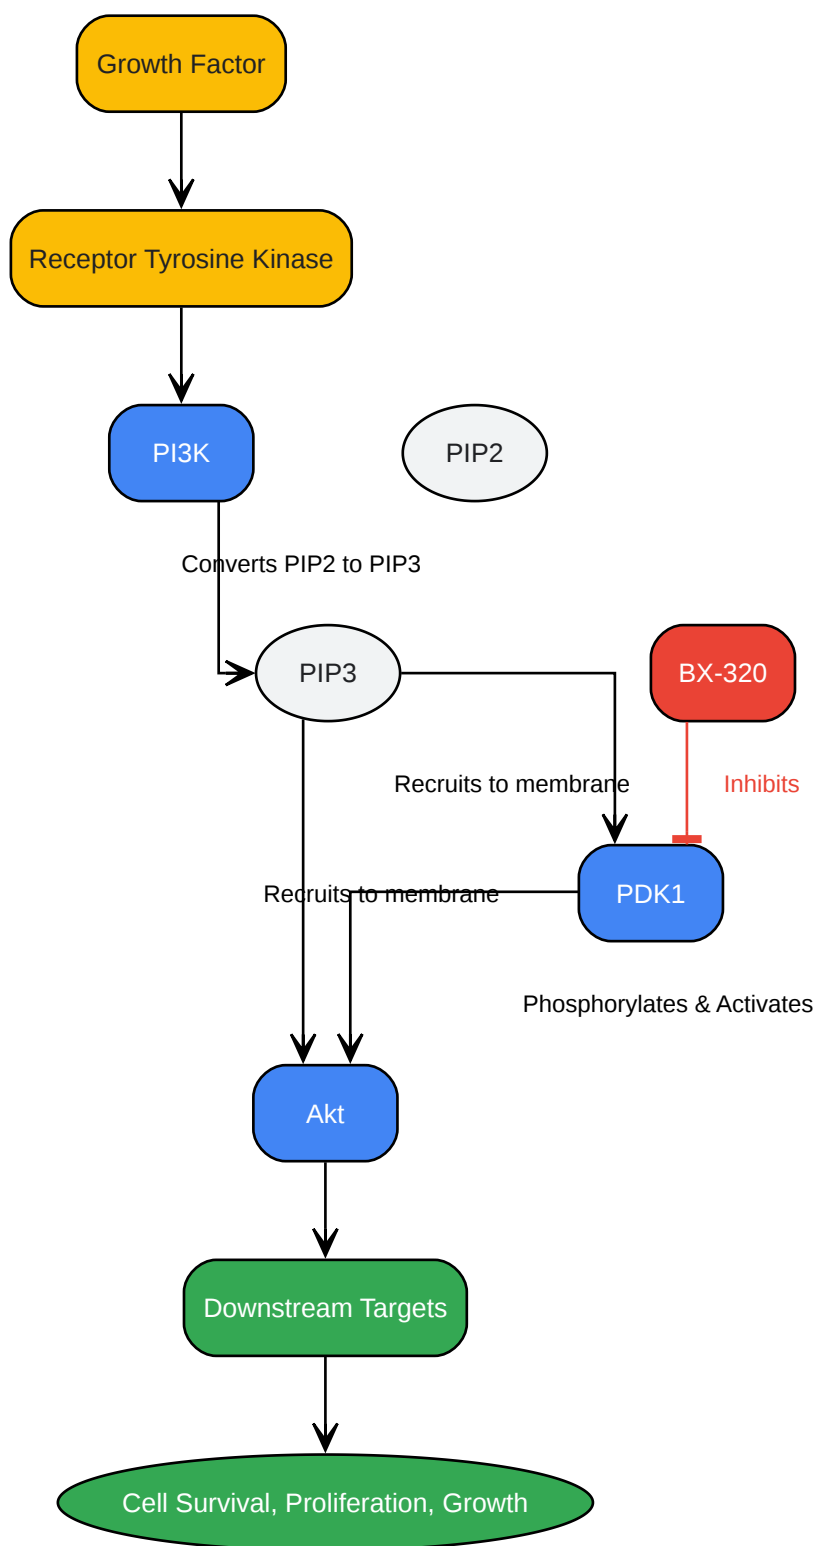 Growth Factor
Receptor Tyrosine Kinase
PI3K
PIP2
Converts PIP2 to PIP3
PIP3
BX-320
Recruits to membrane
Inhibits
Recruits to membrane
PDK1
Phosphorylates & Activates
Akt
Downstream Targets
Cell Survival, Proliferation, Growth